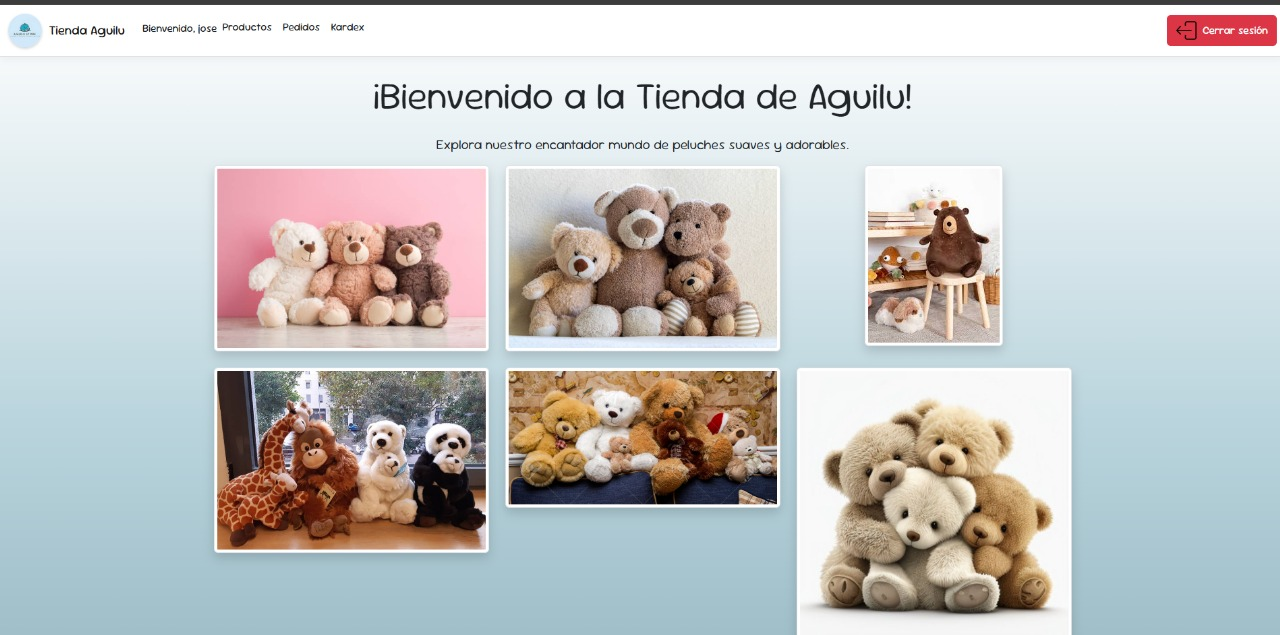 Tienda Aguilu
Bienvenido, jose Productos Pedidos Kardex
Cerrar sesión
¡Bienvenido a la Tienda de Aguilu!
Explora nuestro encantador mundo de peluches suaves y adorables.